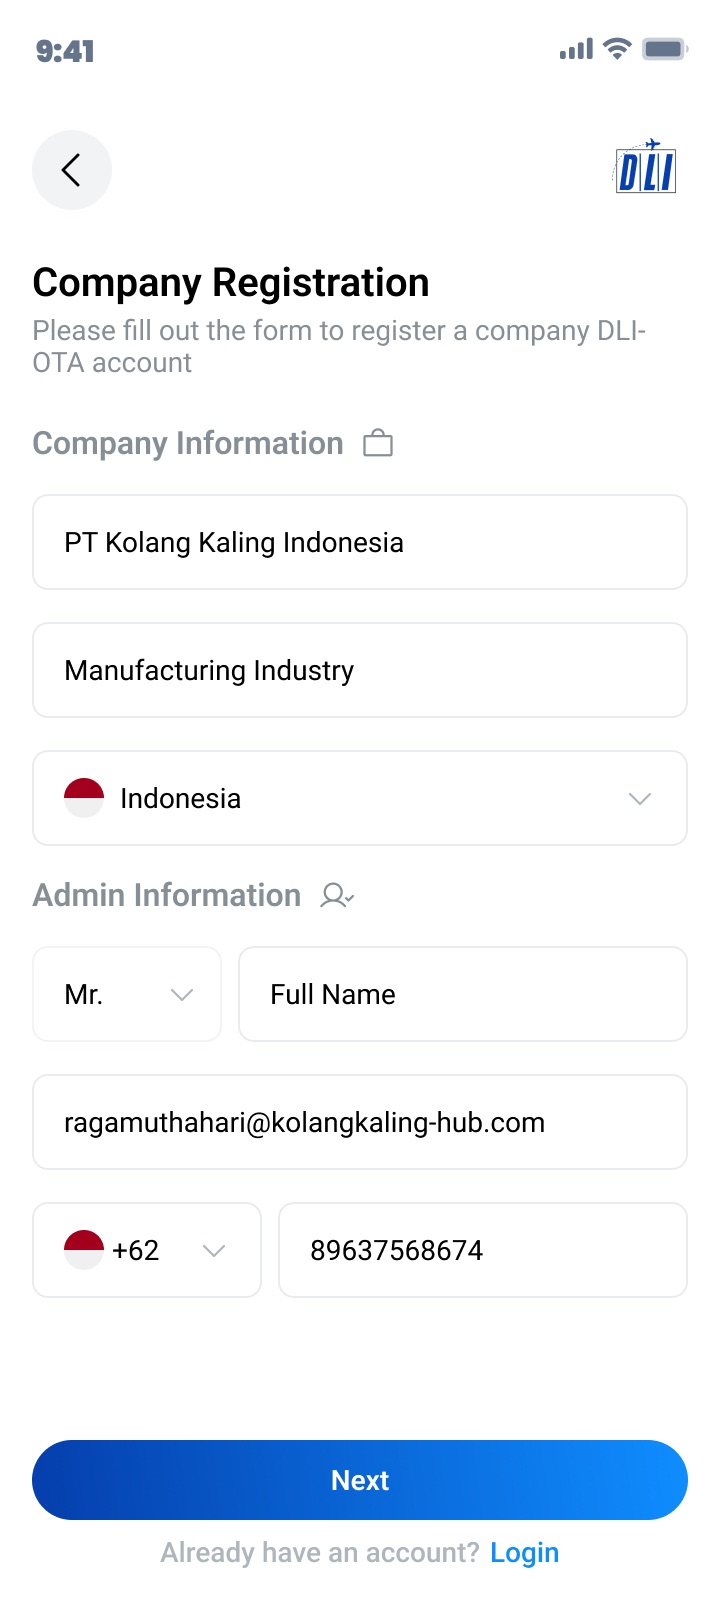 9:41
DLI
Company Registration
Please fill out the form to register a company DLI-
OTA account
Company Information
PT Kolang Kaling Indonesia
Manufacturing Industry
Indonesia
Admin Information
Mr.
Full Name
ragamuthahari@kolangkaling-hub.com
+62
89637568674
Next
Already have an account? Login